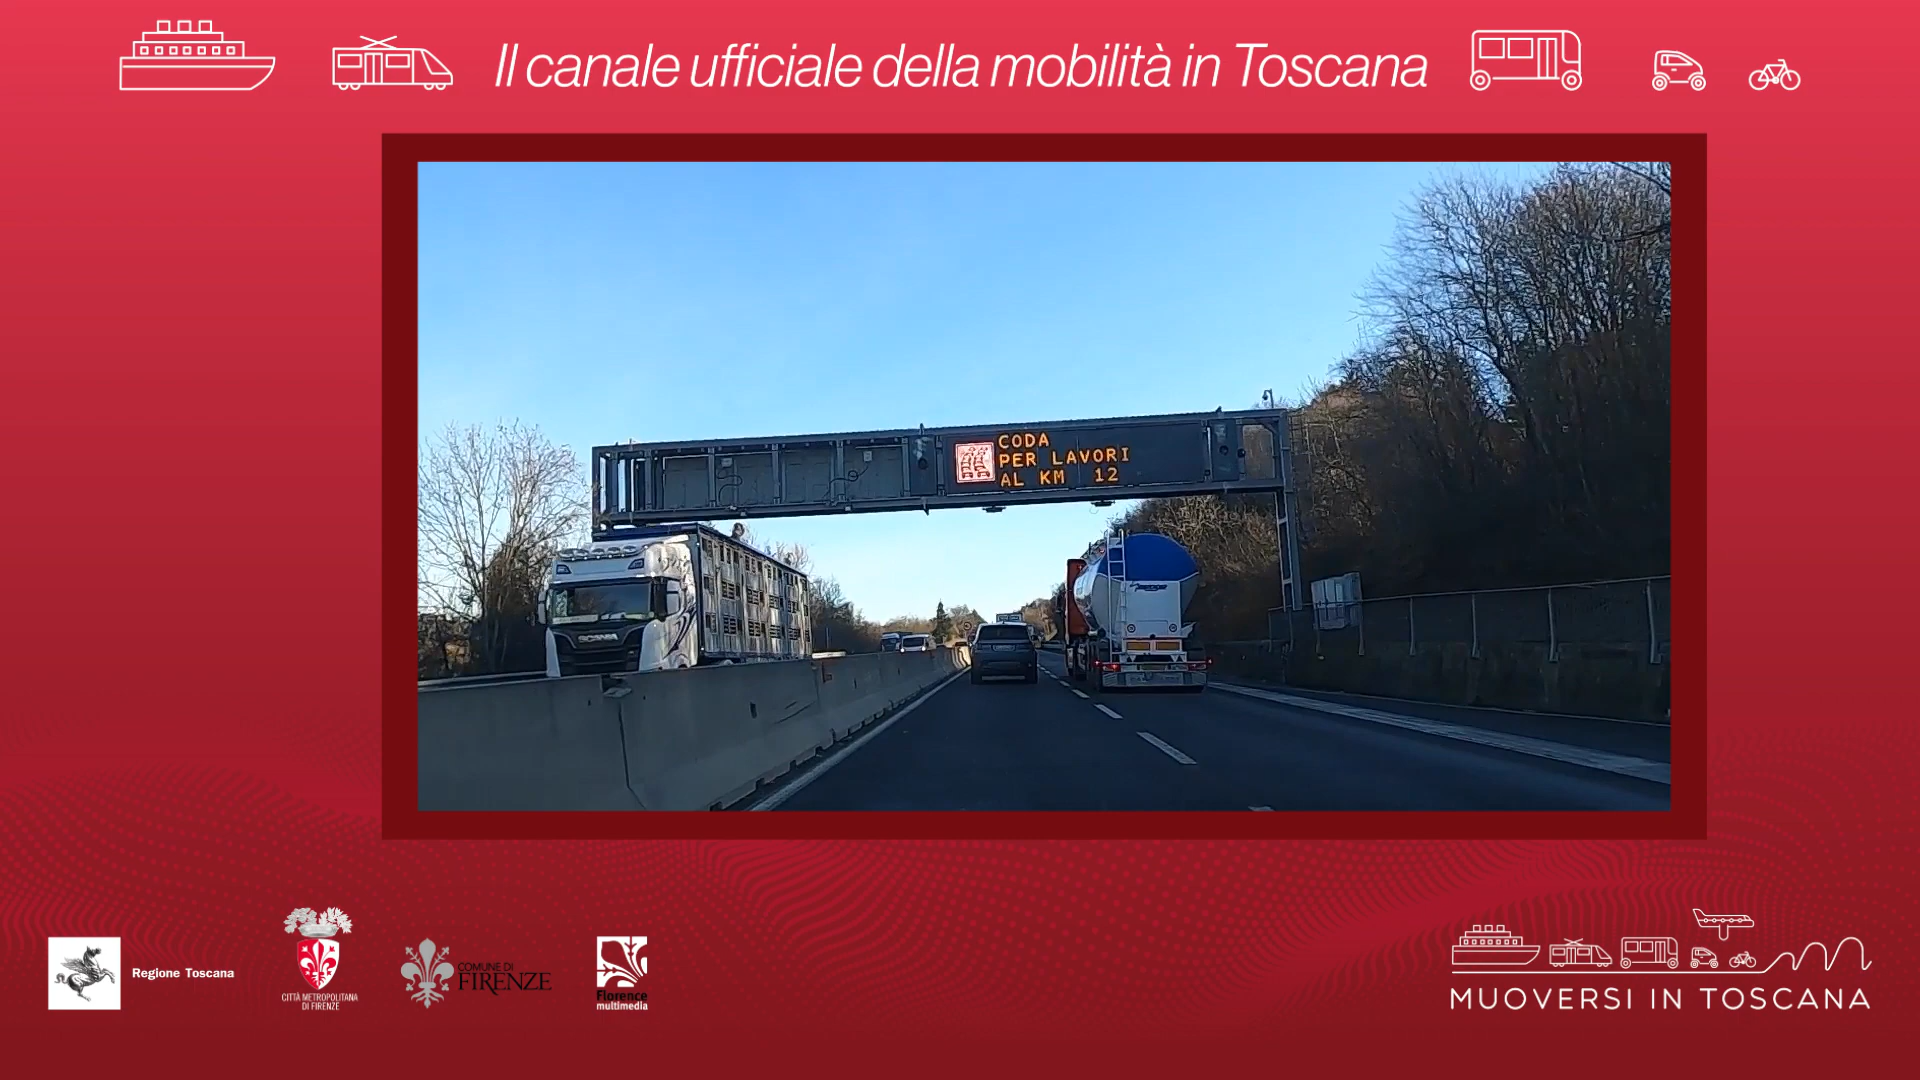 Il canale ufficiale della mobilità in Toscana
CODA
PER LAVORI
AL KM 12
SCANIA
Regione Toscana
CITTÀ METROPOLITANA
DI FIRENZE
COMUNE DI
FIRENZE
Florence
multimedia
MUOVERSI IN TOSCANA